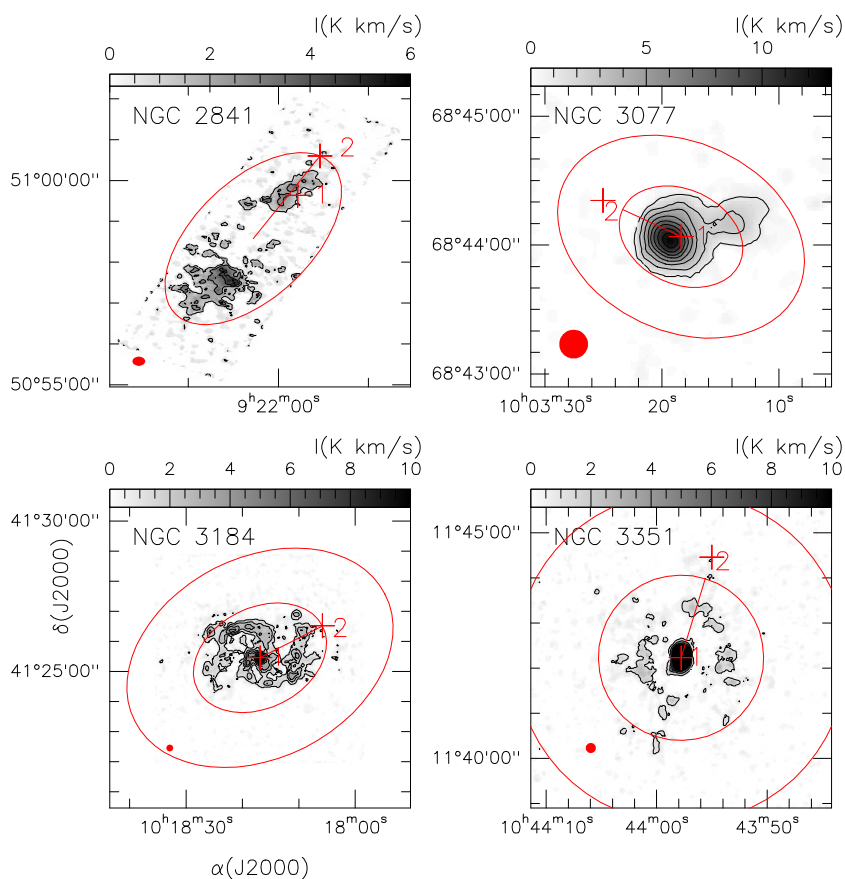 I(K km/s)
0 2 4 6
NGC 2841
2
1
51°00'00''
50°55'00''
9h22m00s
I(K km/s)
0 5 10
NGC 3077
68°45'00''
2
1
68°44'00''
68°43'00''
10h03m30s 20s 10s
I(K km/s)
0 2 4 6 8 10
NGC 3184
41°30'00''
2
1
41°25'00''
δ(J2000)
10h18m30s 18m00s
α(J2000)
I(K km/s)
0 2 4 6 8 10
NGC 3351
11°45'00''
2
1
11°40'00''
10h44m10s 44m00s 43m50s